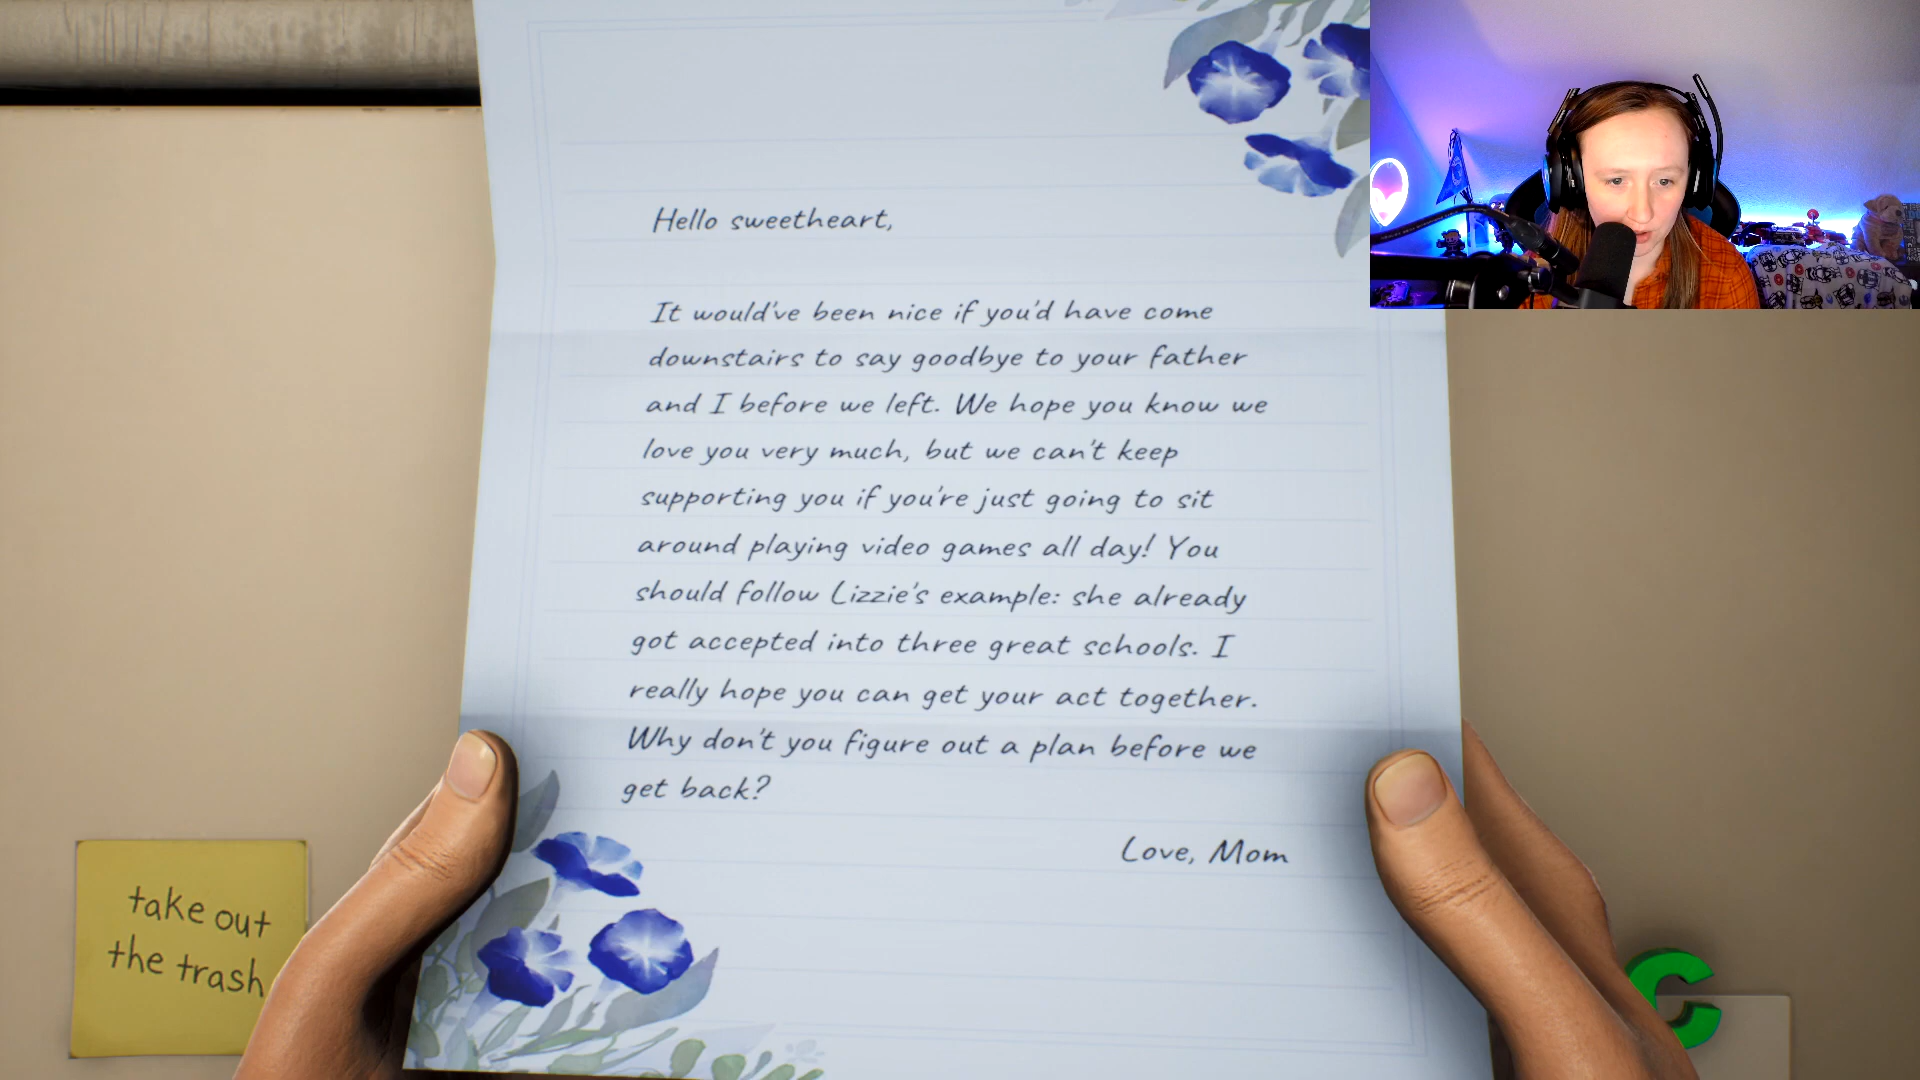 Hello sweetheart,
It would've been nice if you'd have come
downstairs to say goodbye to your father
and I before we left. We hope you know we
love you very much, but we can't keep
supporting you if you're just going to sit
around playing video games all day! You
should follow Lizzie's example: she already
got accepted into three great schools. I
really hope you can get your act together.
Why don't you figure out a plan before we
get back?
Love, Mom
take out
the trash
C